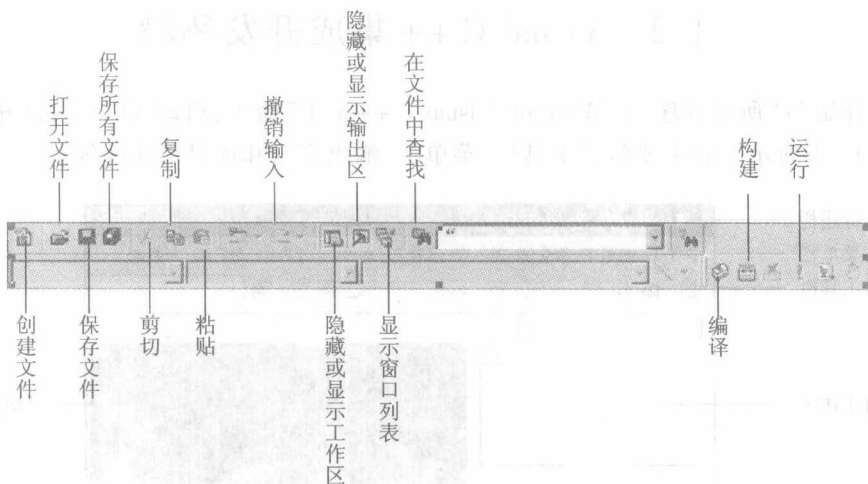 打开文件
保存所有文件
复制
撤销输入
隐藏或显示输出区
在文件中查找
构建
运行
创建文件
保存文件
剪切
粘贴
隐藏或显示工作区
显示窗口列表
编译